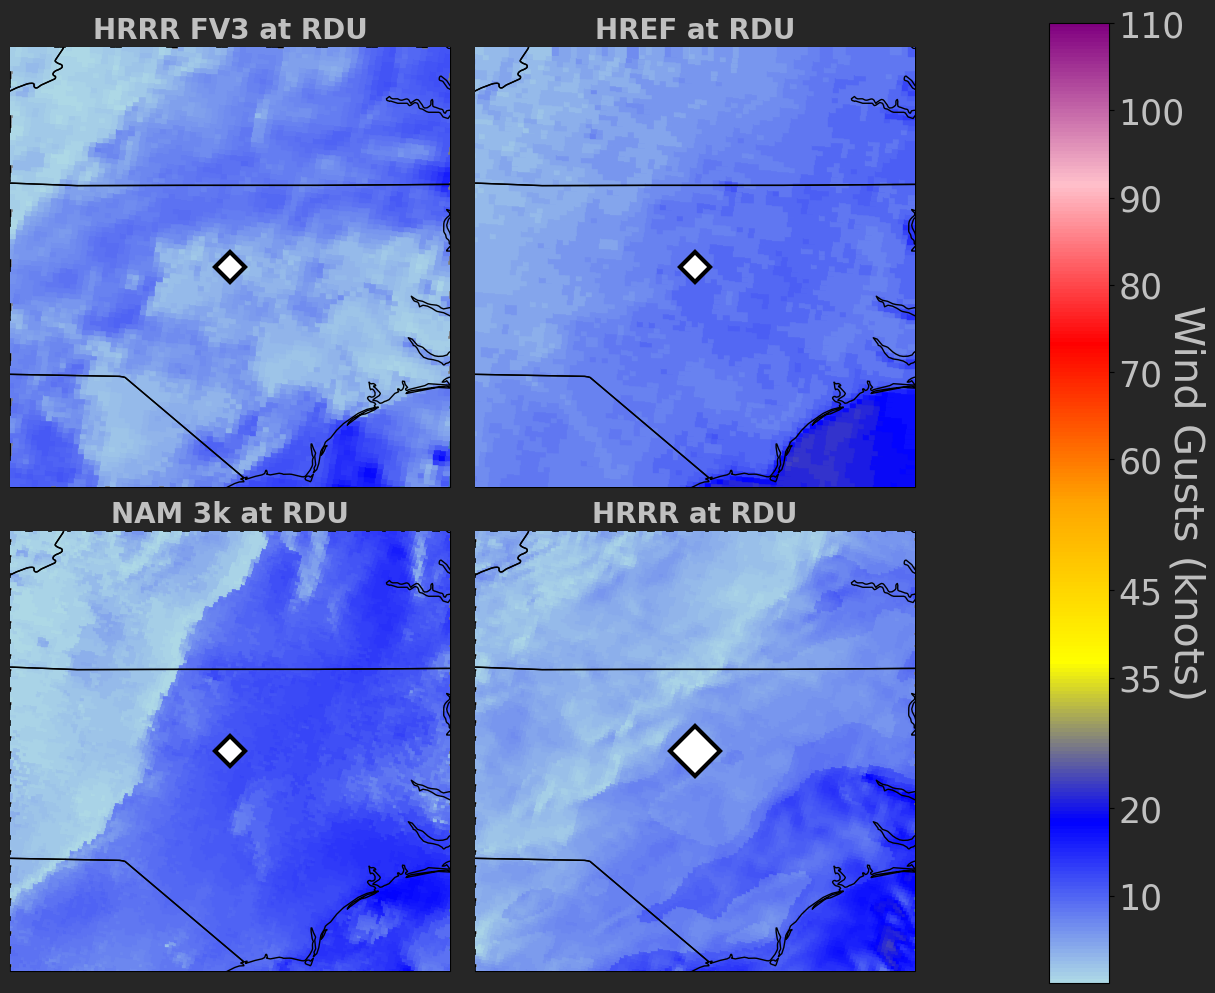 HRRR FV3 at RDU
HREF at RDU
NAM 3k at RDU
HRRR at RDU
110
100
90
80
70
60
45
35
20
10
Wind Gusts (knots)